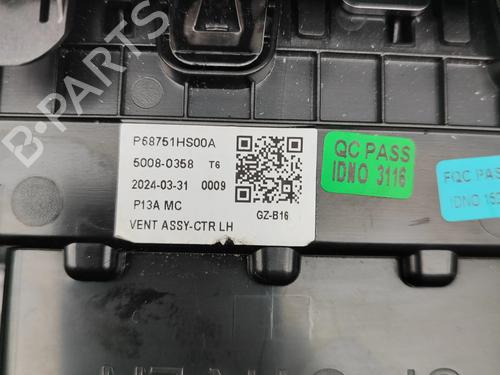 P68751HS00A
5008-0358 T6
2024-03-31 0009
P13A MC
GZ-B16
VENT ASSY-CTR LH
QC PASS
IDNO 3116
FQC PAS
IDNO
B-PARTS